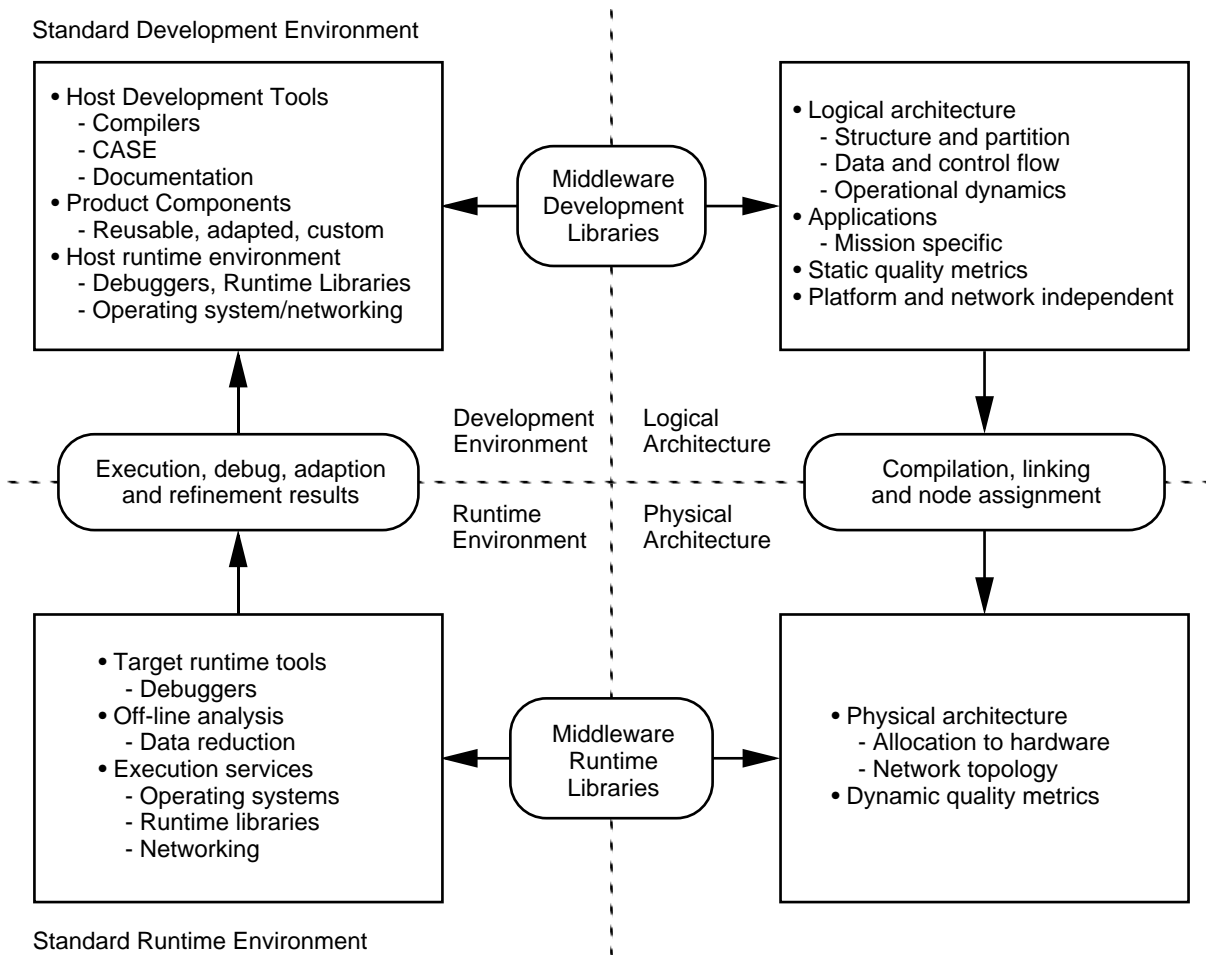 Standard Development Environment
• Host Development Tools
- Compilers
- CASE
- Documentation
• Product Components
- Reusable, adapted, custom
• Host runtime environment
- Debuggers, Runtime Libraries
- Operating system/networking
Middleware
Development
Libraries
• Logical architecture
- Structure and partition
- Data and control flow
- Operational dynamics
• Applications
- Mission specific
• Static quality metrics
• Platform and network independent
Development
Environment
Logical
Architecture
Execution, debug, adaption
and refinement results
Compilation, linking
and node assignment
Runtime
Environment
Physical
Architecture
• Target runtime tools
- Debuggers
• Off-line analysis
- Data reduction
• Execution services
- Operating systems
- Runtime libraries
- Networking
Middleware
Runtime
Libraries
• Physical architecture
- Allocation to hardware
- Network topology
• Dynamic quality metrics
Standard Runtime Environment